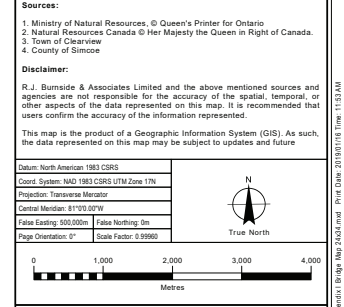 Sources:
1. Ministry of Natural Resources, © Queen's Printer for Ontario
2. Natural Resources Canada © Her Majesty the Queen in Right of Canada.
3. Town of Clearview
4. County of Simcoe
Disclaimer:
R.J. Burnside & Associates Limited and the above mentioned sources and
agencies are not responsible for the accuracy of the spatial, temporal, or
other aspects of the data represented on this map. It is recommended that
users confirm the accuracy of the information represented.
This map is the product of a Geographic Information System (GIS). As such,
the data represented on this map may be subject to updates and future
Datum: North American 1983 CSRS
Coord. System: NAD 1983 CSRS UTM Zone 17N
Projection: Transverse Mercator
Central Meridian: 81°0'0.00"W
False Easting: 500,000m False Northing: 0m
Page Orientation: 0° Scale Factor: 0.99960
N
True North
0 1,000 2,000 3,000 4,000
Metres
endix I Bridge Map 24344.mxd Print Date: 2019/01/16 Time: 11:53 AM